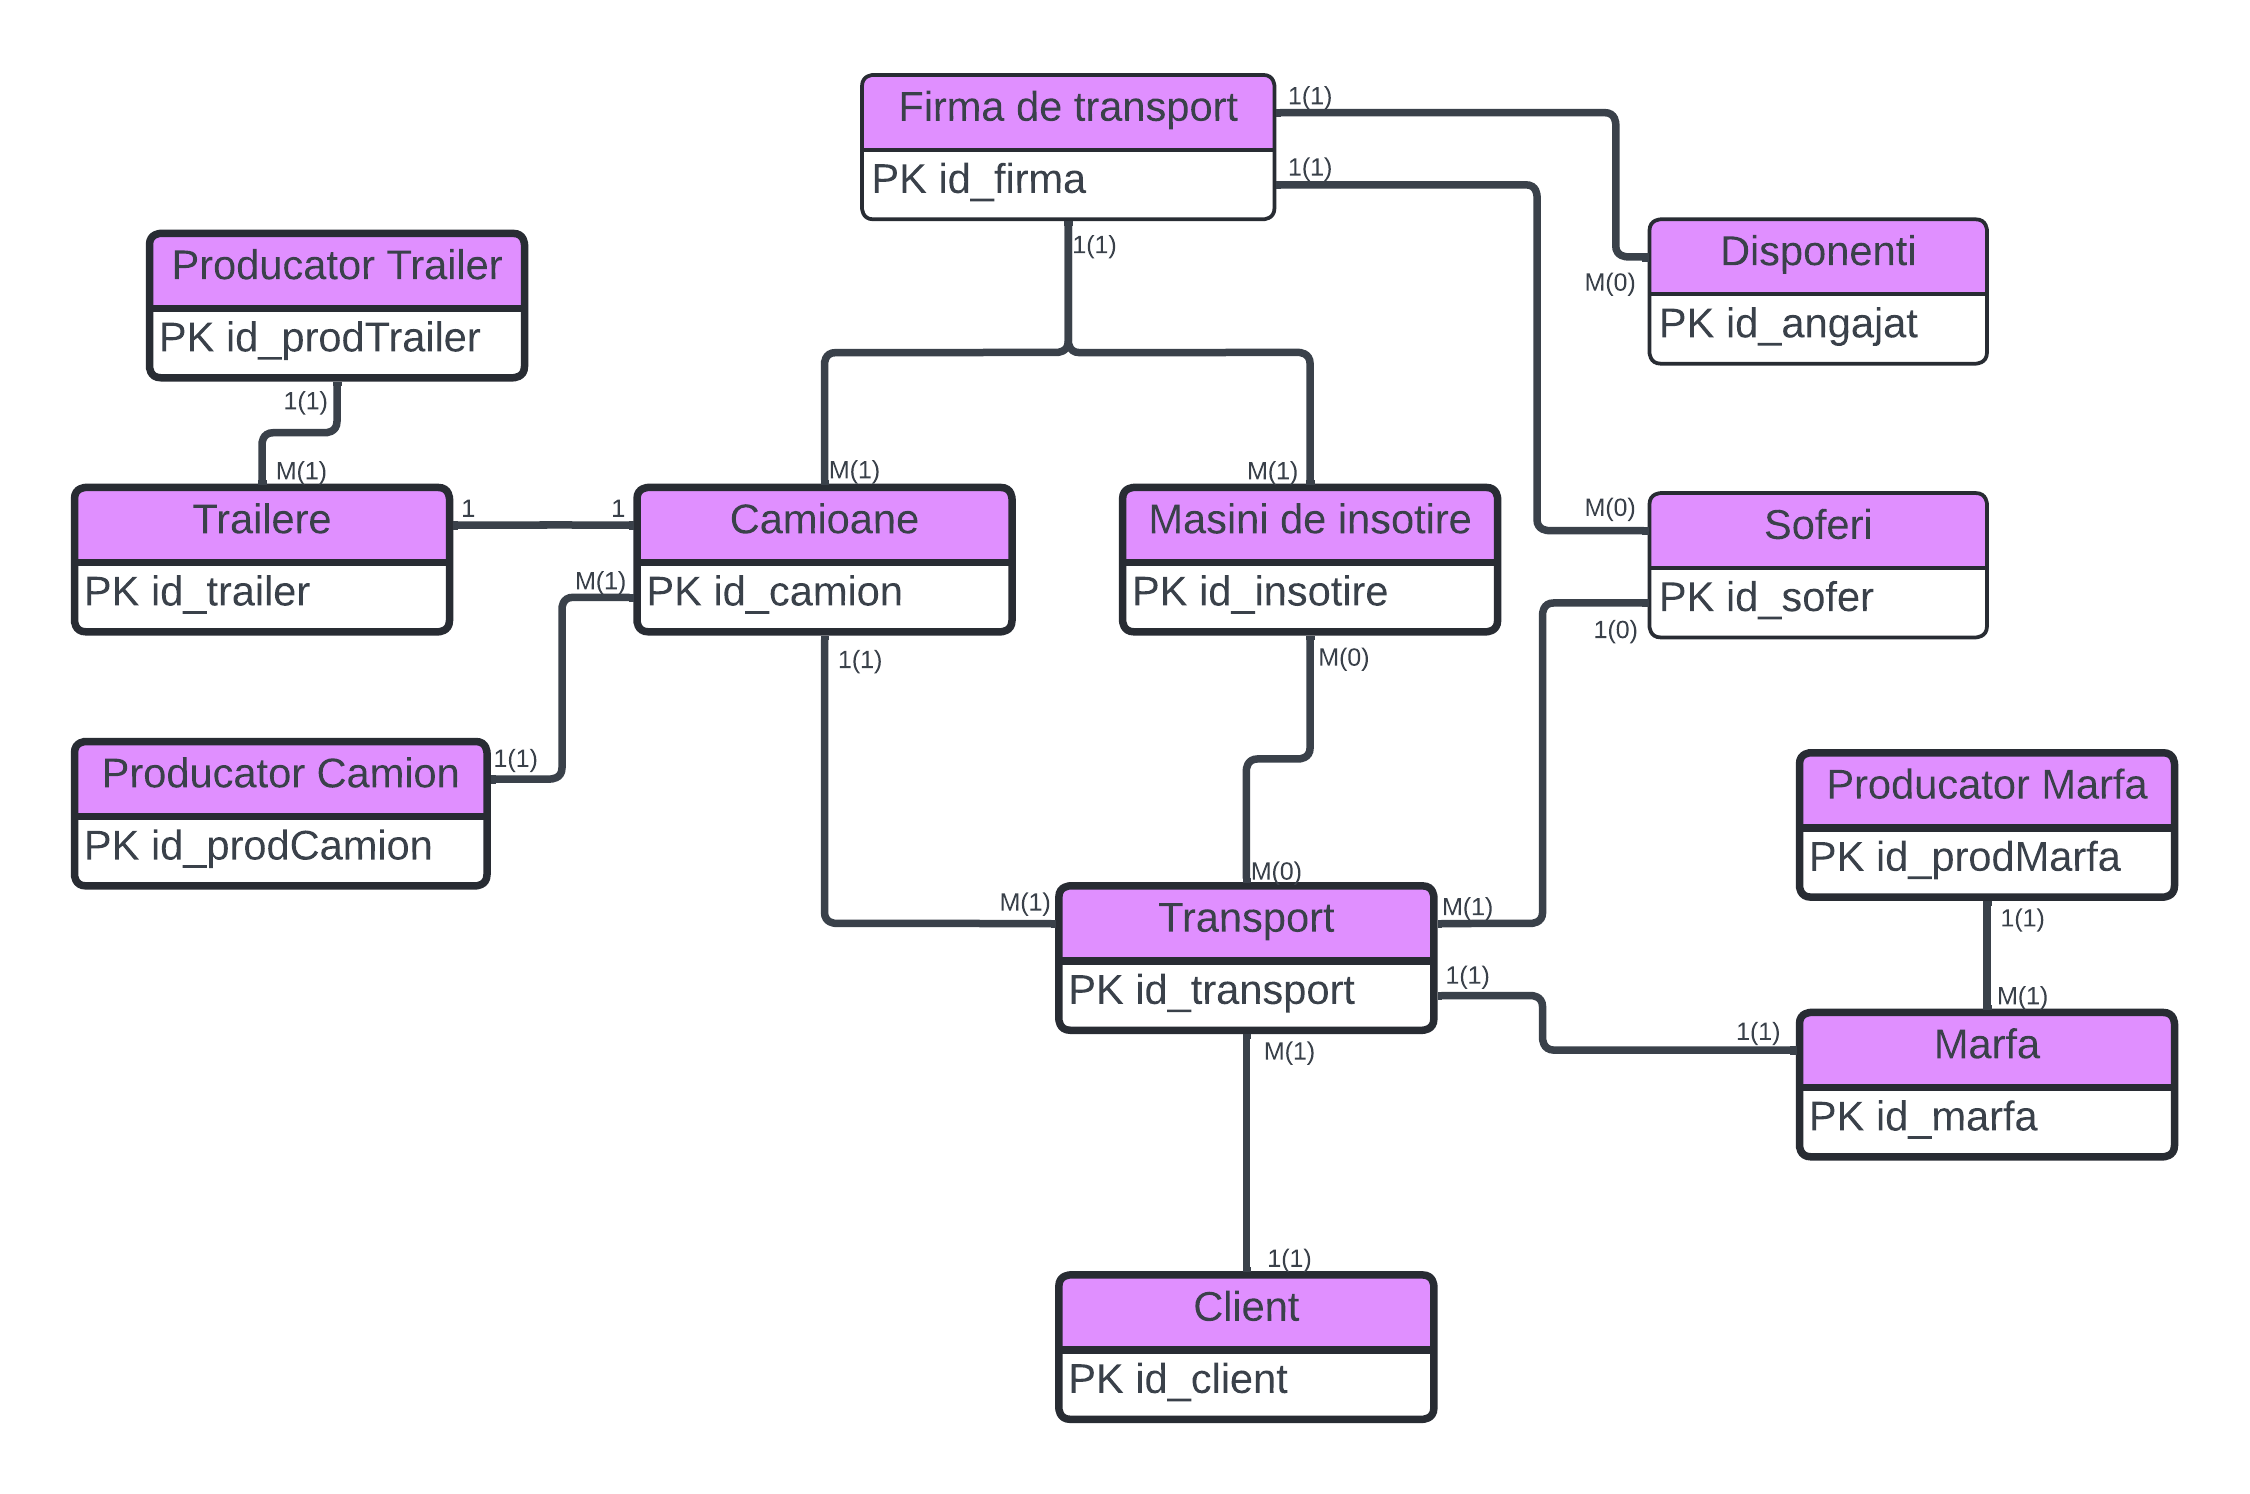 Firma de transport
PK id_firma
1(1)
1(1)
1(1)
Disponenti
PK id_angajat
M(0)
Producator Trailer
PK id_prodTrailer
1(1)
M(1)
M(1)
M(1)
Trailere
PK id_trailer
1
1
Camioane
PK id_camion
M(1)
1(1)
Masini de insotire
PK id_insotire
M(0)
M(0)
Soferi
PK id_sofer
1(0)
Producator Camion
PK id_prodCamion
1(1)
Producator Marfa
PK id_prodMarfa
1(1)
M(1)
M(0)
M(1)
M(1)
Transport
PK id_transport
1(1)
1(1)
M(1)
Marfa
PK id_marfa
1(1)
Client
PK id_client